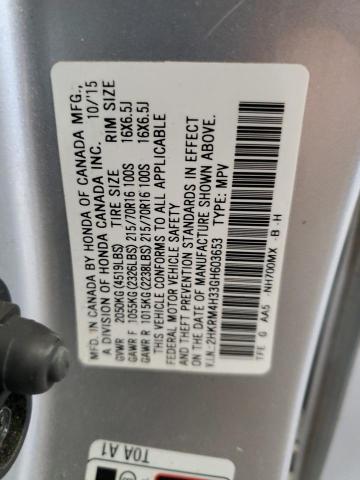 MFD. IN CANADA BY HONDA OF CANADA MFG.,
A DIVISION OF HONDA CANADA INC. 10/'15
TIRE SIZE RIM SIZE
GVWR 2050KG(4519LBS)
GAWR F 1055KG(2326LBS)215/70R16 100S 16X6.5J
GAWR R 1015KG(2238LBS)215/70R16 100S 16X6.5J
THIS VEHICLE CONFORMS TO ALL APPLICABLE
FEDERAL MOTOR VEHICLE SAFETY
AND THEFT PREVENTION STANDARDS IN EFFECT
ON THE DATE OF MANUFACTURE SHOWN ABOVE.
V.I.N.:2HKRM4H33GH603653 TYPE: MPV
TFE G AA5 NH700MX -B -H
T0A A1